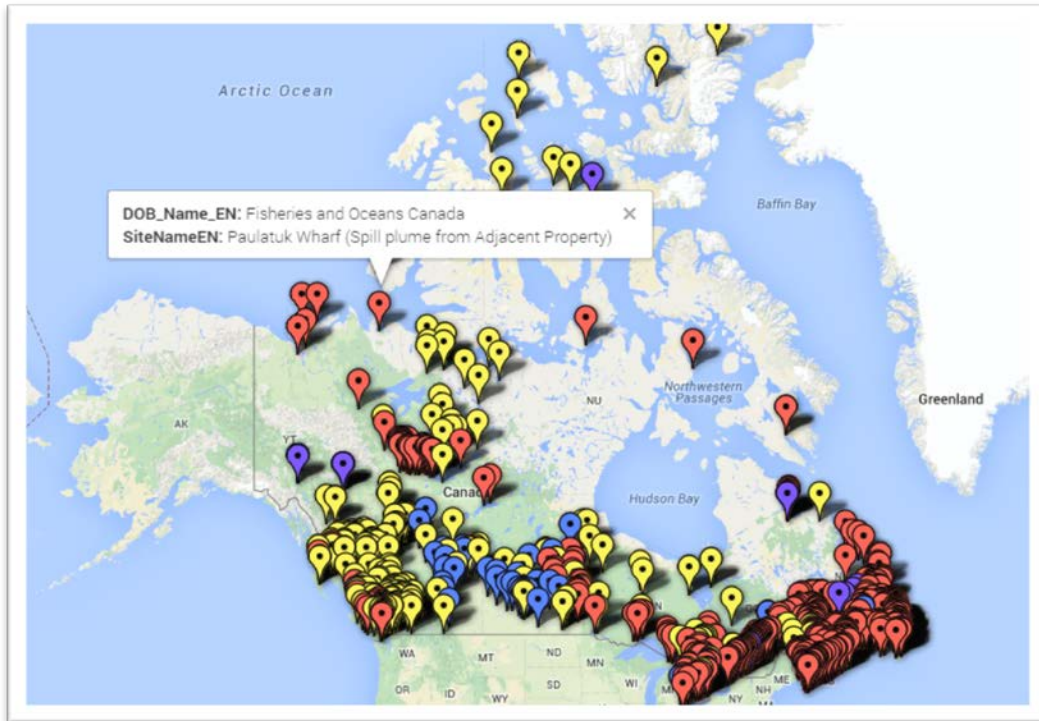 Arctic Ocean
Baffin Bay
DOB_Name_EN: Fisheries and Oceans Canada
SiteNameEN: Paulatuk Wharf (Spill plume from Adjacent Property)
Northwestern
Passages
NU
Greenland
AK
YT
Hudson Bay
Canad
WA
MT
ND
MN
OR
ID
WY
SD
WI
NY
NH
ME